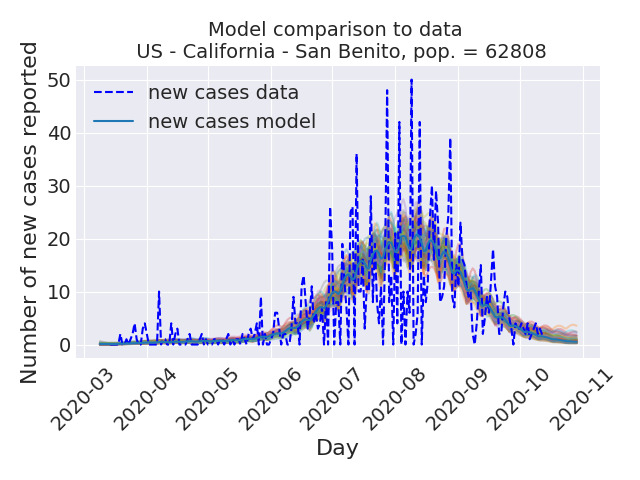 Model comparison to data
US - California - San Benito, pop. = 62808
Number of new cases reported
50
40
30
20
10
0
new cases data
new cases model
2020-03
2020-04
2020-05
2020-06
2020-07
2020-08
2020-09
2020-10
2020-11
Day